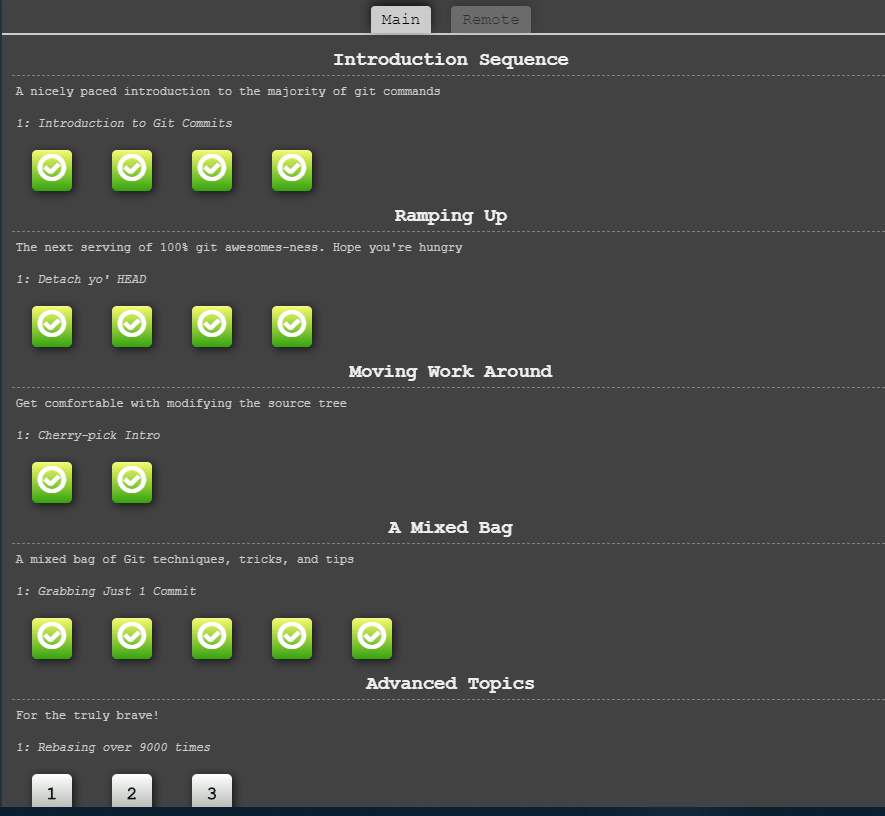 Main Remote
Introduction Sequence
A nicely paced introduction to the majority of git commands
1: Introduction to Git Commits
Ramping Up
The next serving of 100% git awesomes-ness. Hope you're hungry
1: Detach yo' HEAD
Moving Work Around
Get comfortable with modifying the source tree
1: Cherry-pick Intro
A Mixed Bag
A mixed bag of Git techniques, tricks, and tips
1: Grabbing Just 1 Commit
Advanced Topics
For the truly brave!
1: Rebasing over 9000 times
1 2 3